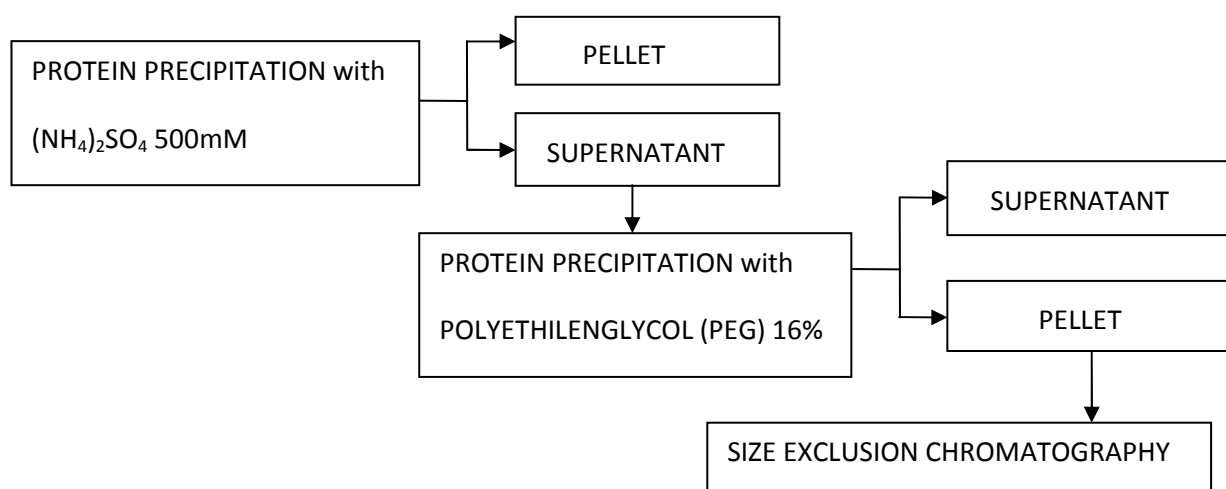 PROTEIN PRECIPITATION with
(NH₄)₂SO₄ 500mM
PELLET
SUPERNATANT
PROTEIN PRECIPITATION with
POLYETHILENGLYCOL (PEG) 16%
SUPERNATANT
PELLET
SIZE EXCLUSION CHROMATOGRAPHY